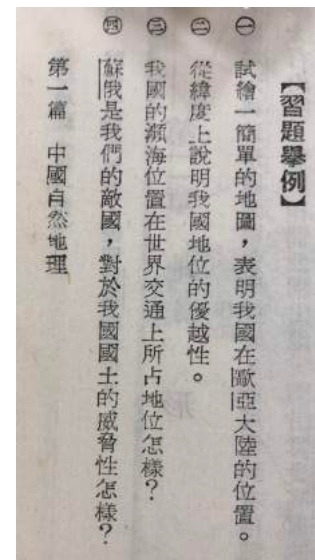 【習題舉例】
㊀ 試繪一簡單的地圖，表明我國在歐亞大陸的位置。
㊁ 從緯度上說明我國地位的優越性。
㊂ 我國的瀕海位置在世界交通上所占地位怎樣？
㊃ 蘇俄是我們的敵國，對於我國國土的威脅性怎樣？
第一篇　中國自然地理